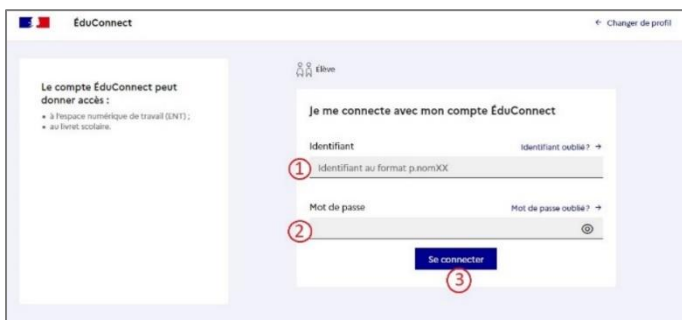 ÉduConnect
← Changer de profil
Le compte ÉduConnect peut
donner accès :
• à l'espace numérique de travail (ENT) ;
• au livret scolaire.
Élève
Je me connecte avec mon compte ÉduConnect
Identifiant
Identifiant oublié? →
① Identifiant au format p.nomXX
Mot de passe
Mot de passe oublié? →
②
Se connecter
③